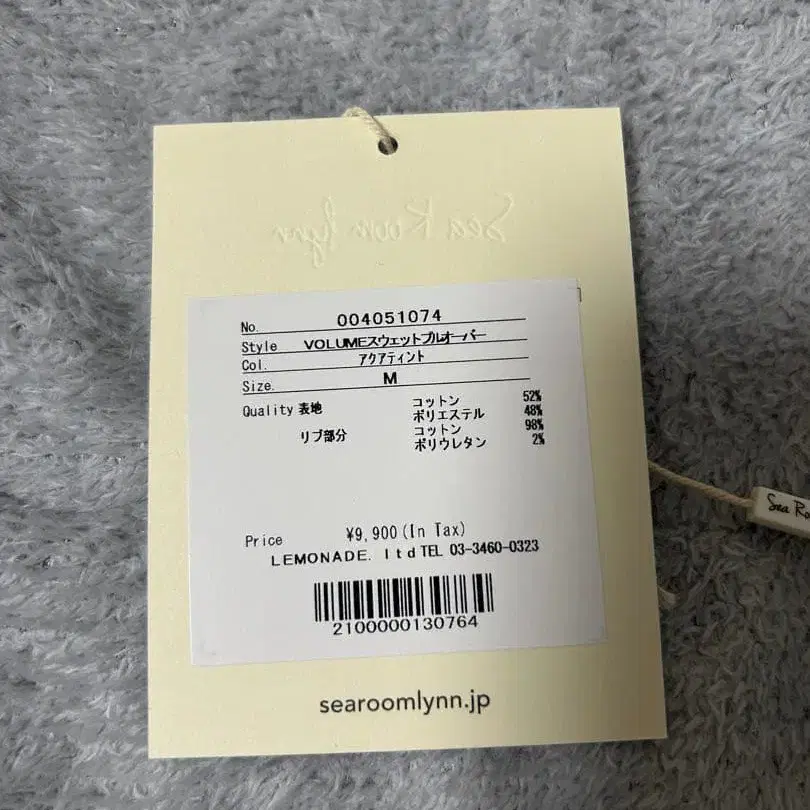 Sea Room lynn
No. 004051074
Style VOLUMEスウェットプルオーバー
Col. アクアティント
Size. M
Quality 表地 コットン 52%
ポリエステル 48%
リブ部分 コットン 98%
ポリウレタン 2%
Price ¥9,900(In Tax)
LEMONADE. ltd TEL 03-3460-0323
2100000130764
searoomlynn.jp
Sea Ro